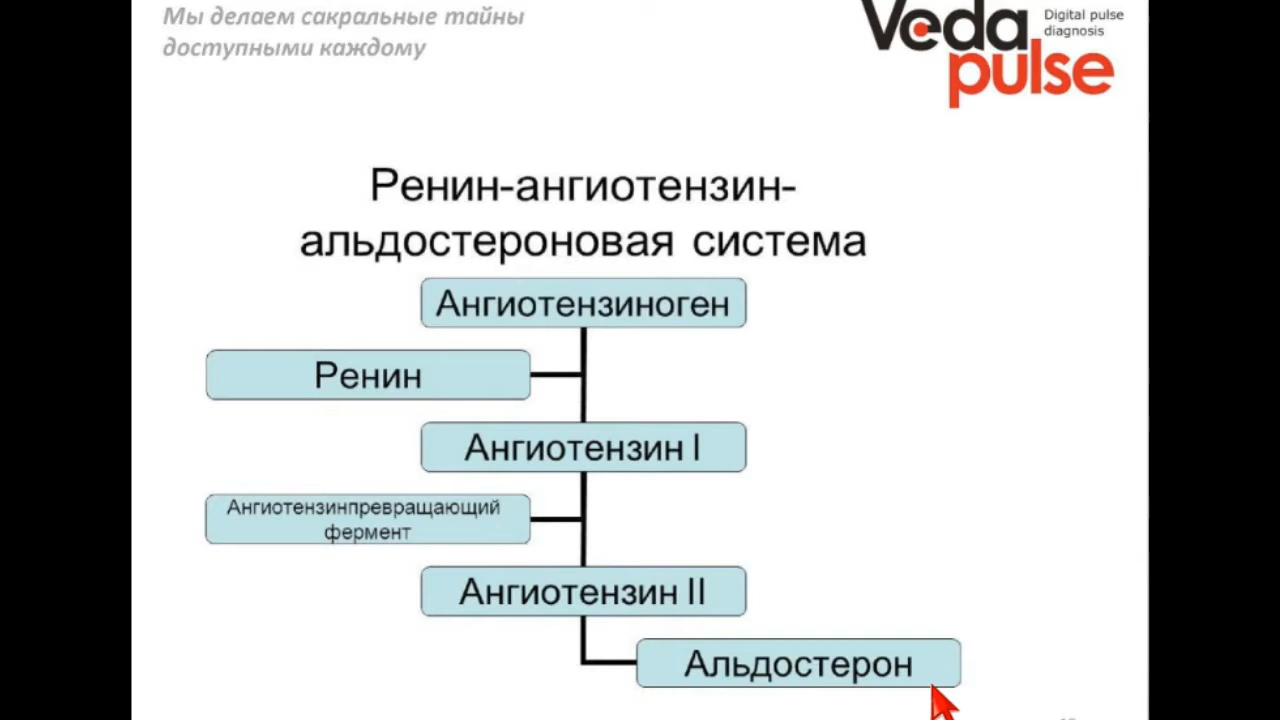 Мы делаем сакральные тайны
доступными каждому
Veda
pulse
Digital pulse
diagnosis
Ренин-ангиотензин-
альдостероновая система
Ангиотензиноген
Ренин
Ангиотензин I
Ангиотензинпревращающий
фермент
Ангиотензин II
Альдостерон